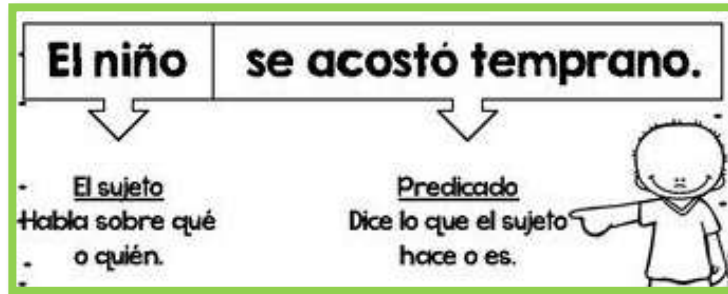 El niño se acostó temprano.
El sujeto
Habla sobre qué
o quién.
Predicado
Dice lo que el sujeto
hace o es.